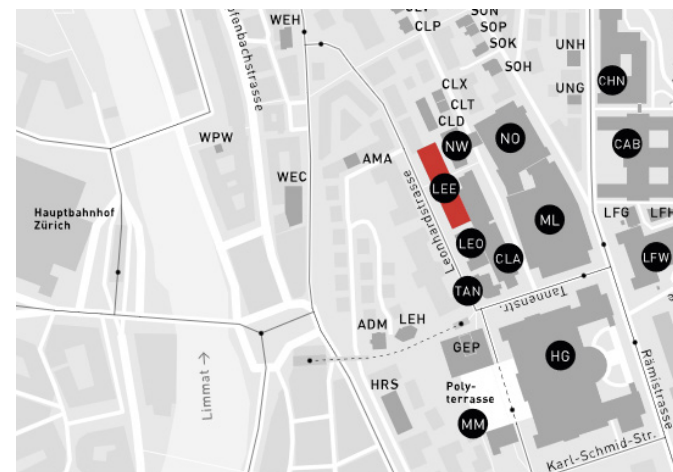 WEH
ofenbachstrasse
CLP
SON
SOP
SOK
SOH
UNH
UNG
CHN
CLX
CLT
CLD
NW
NO
CAB
WPW
AMA
WEC
LEE
Leonhardstrasse
Hauptbahnhof
Zürich
LEO
CLA
ML
LFG
LFH
LFW
TAN
Tannenstr.
ADM
LEH
GEP
HG
Limmat →
HRS
Poly-
terrasse
MM
Rämistrasse
Karl-Schmid-Str.